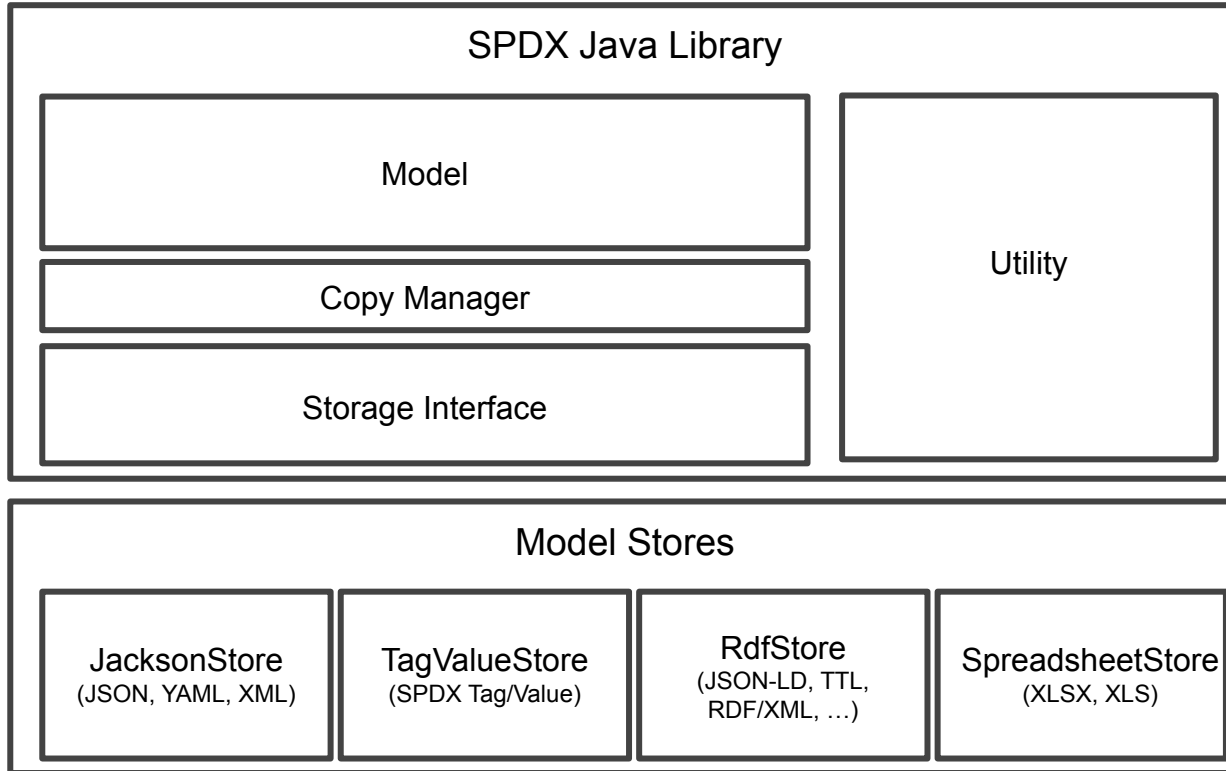 SPDX Java Library
Model
Utility
Copy Manager
Storage Interface
Model Stores
JacksonStore
(JSON, YAML, XML)
TagValueStore
(SPDX Tag/Value)
RdfStore
(JSON-LD, TTL,
RDF/XML, …)
SpreadsheetStore
(XLSX, XLS)